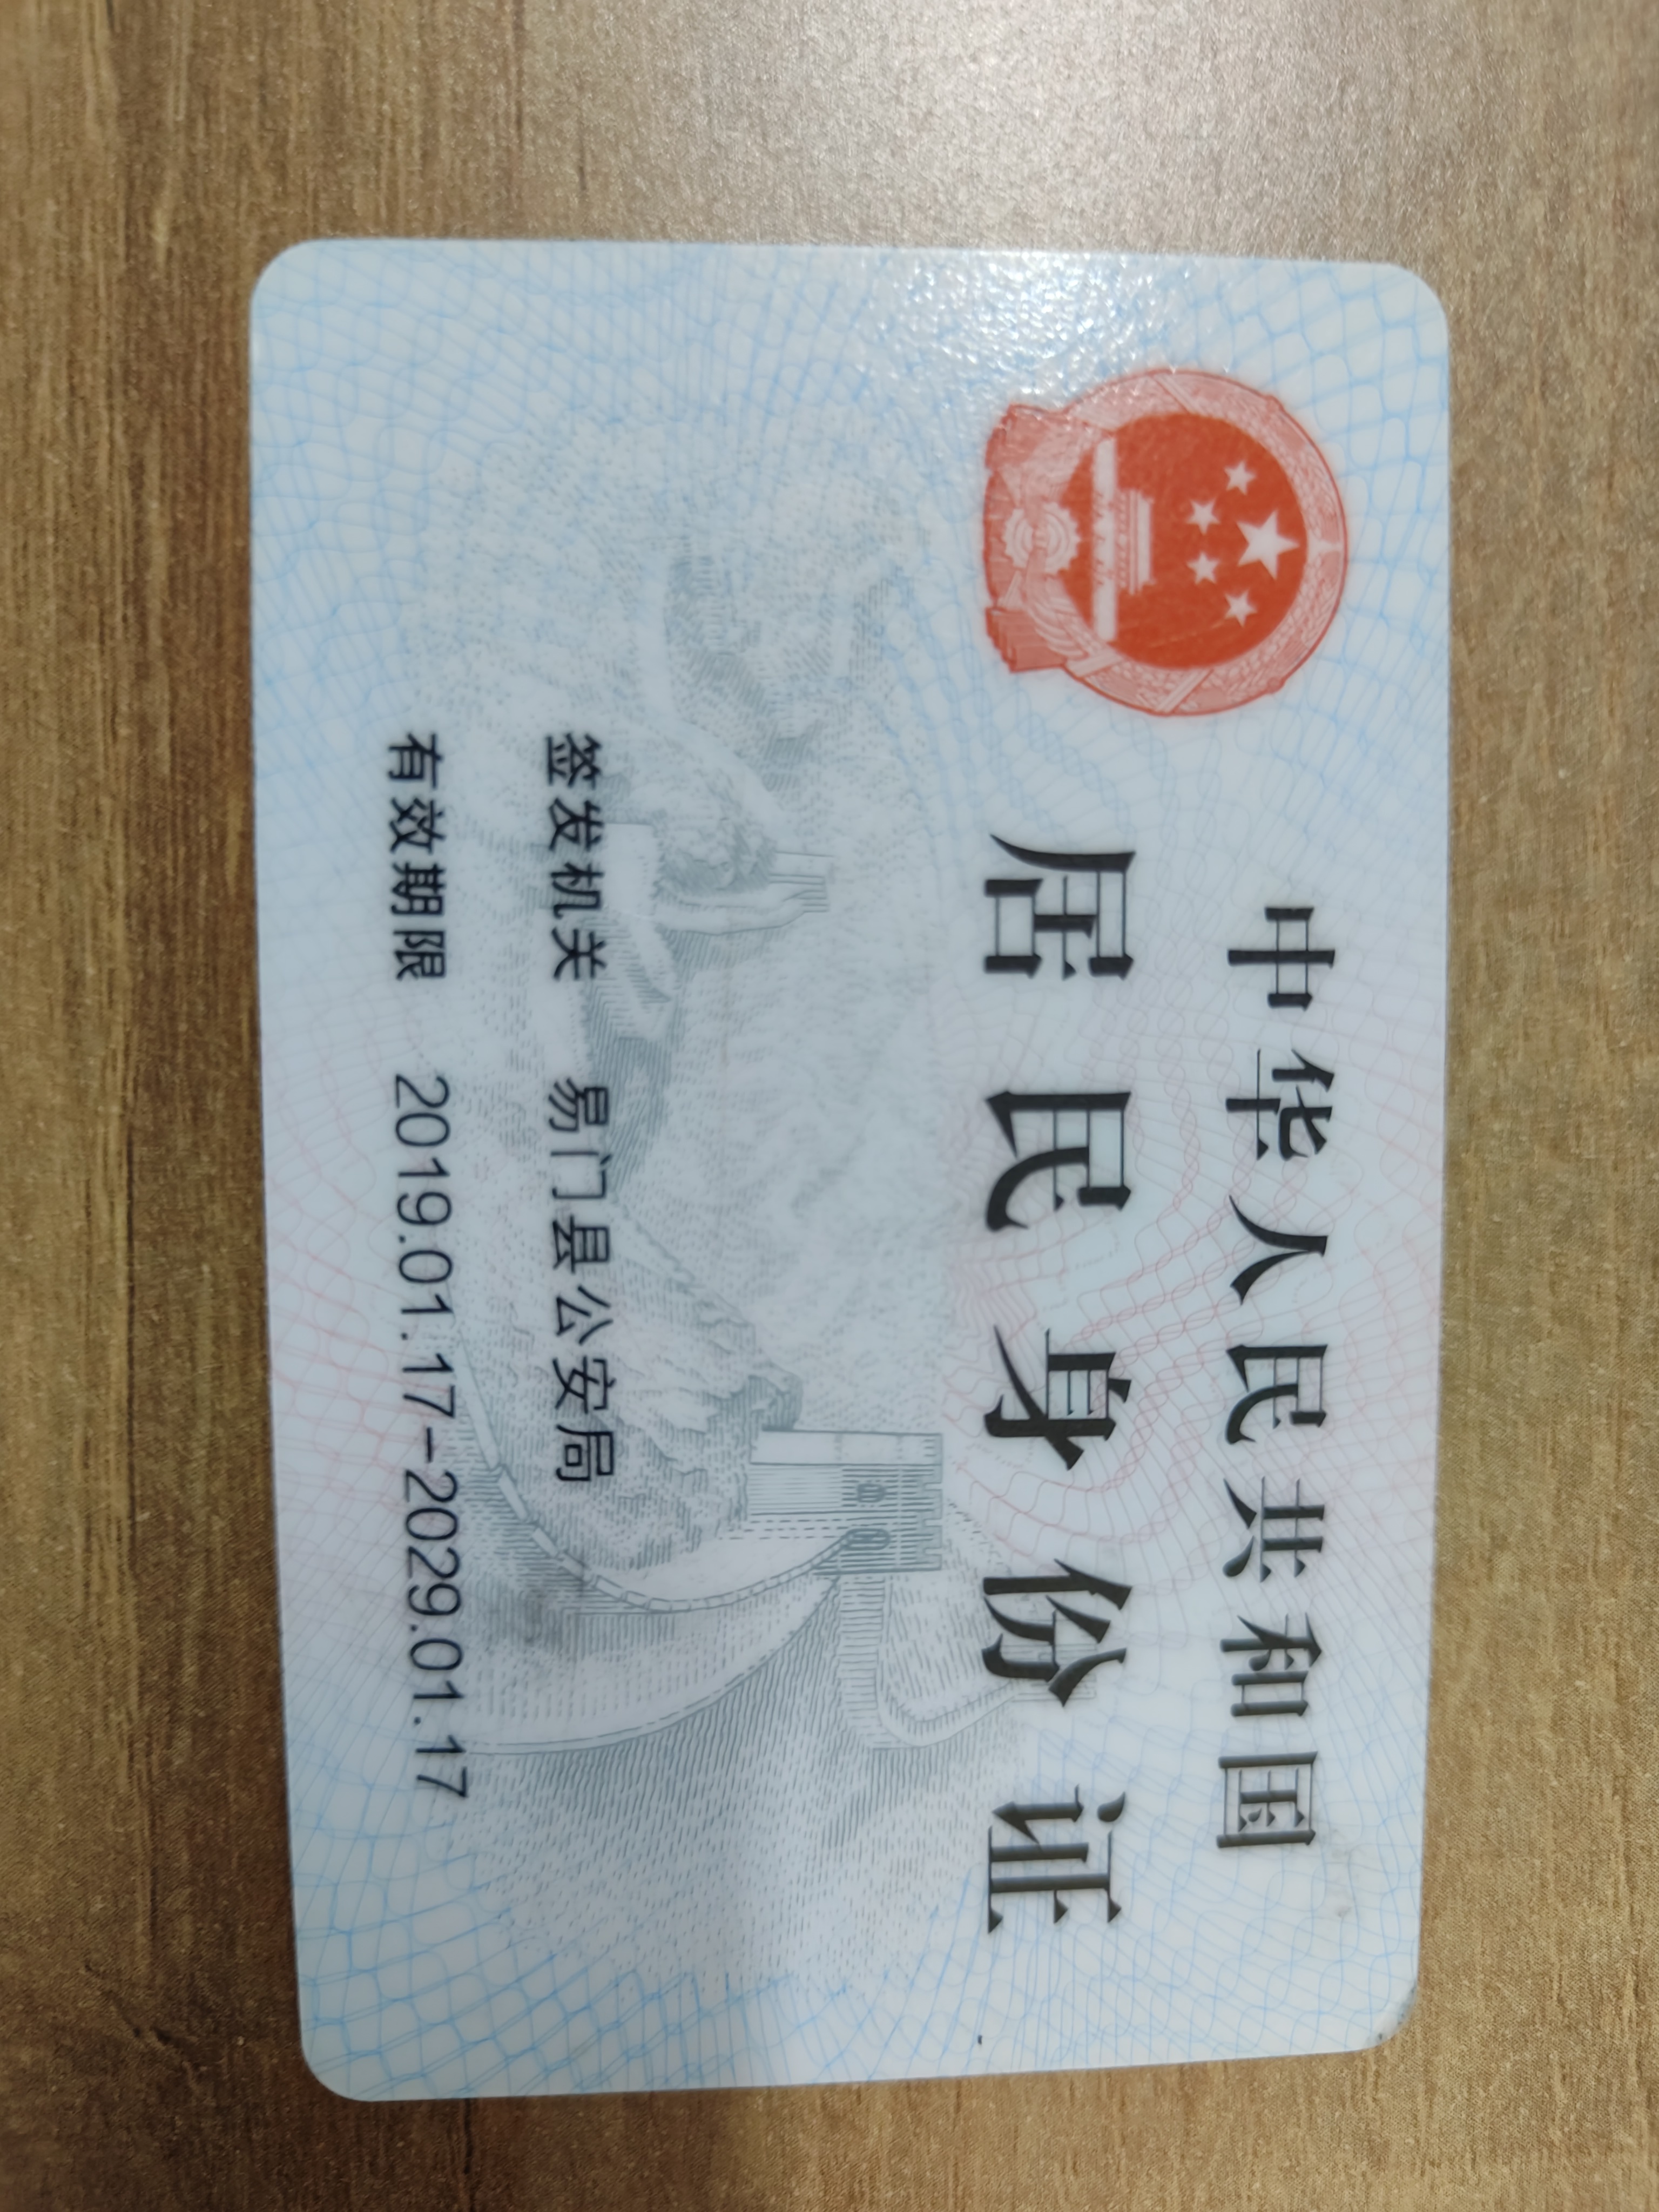 中华人民共和国
居民身份证
签发机关 易门县公安局
有效期限 2019.01.17-2029.01.17